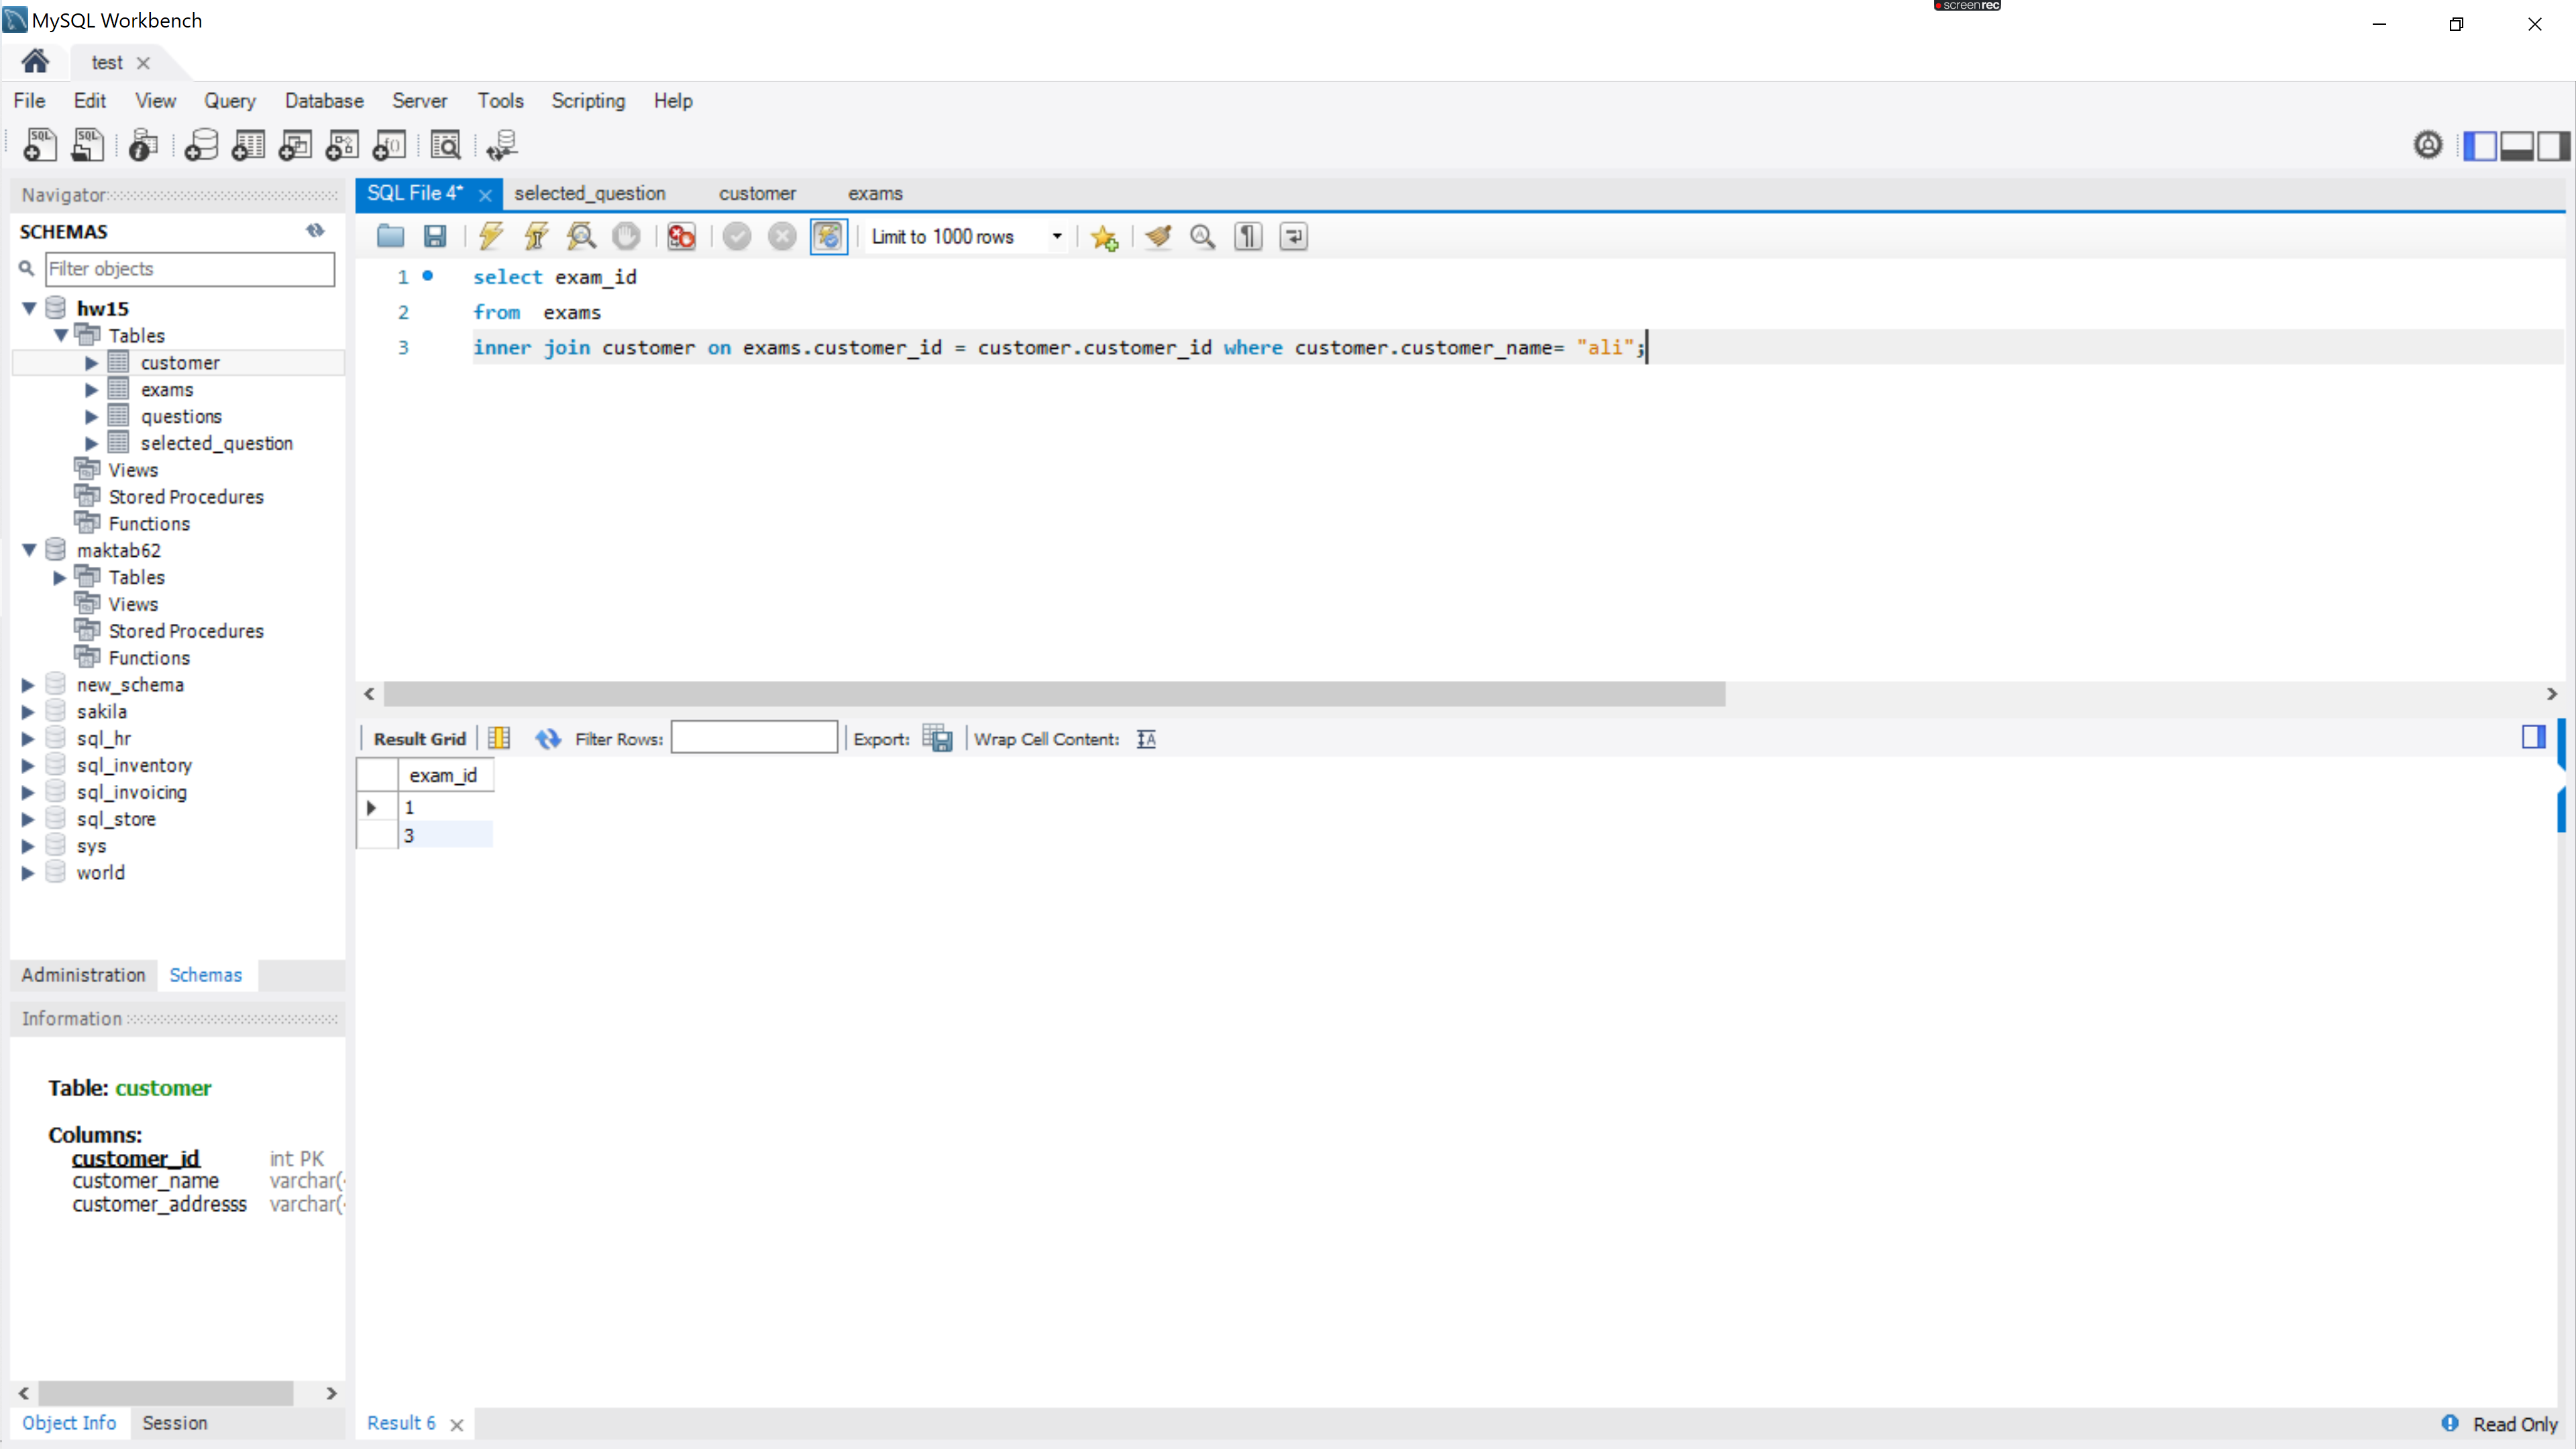 screenrec
MySQL Workbench
test
File Edit View Query Database Server Tools Scripting Help
Navigator
SCHEMAS
Filter objects
hw15
Tables
customer
exams
questions
selected_question
Views
Stored Procedures
Functions
maktab62
Tables
Views
Stored Procedures
Functions
new_schema
sakila
sql_hr
sql_inventory
sql_invoicing
sql_store
sys
world
Administration Schemas
Information
Table: customer
Columns:
customer_id int PK
customer_name varchar(
customer_addresss varchar(
Object Info Session
SQL File 4* selected_question customer exams
Limit to 1000 rows
1 select exam_id
2 from exams
3 inner join customer on exams.customer_id = customer.customer_id where customer.customer_name= "ali";
Result Grid Filter Rows: Export: Wrap Cell Content:
exam_id
1
3
Result 6
Read Only